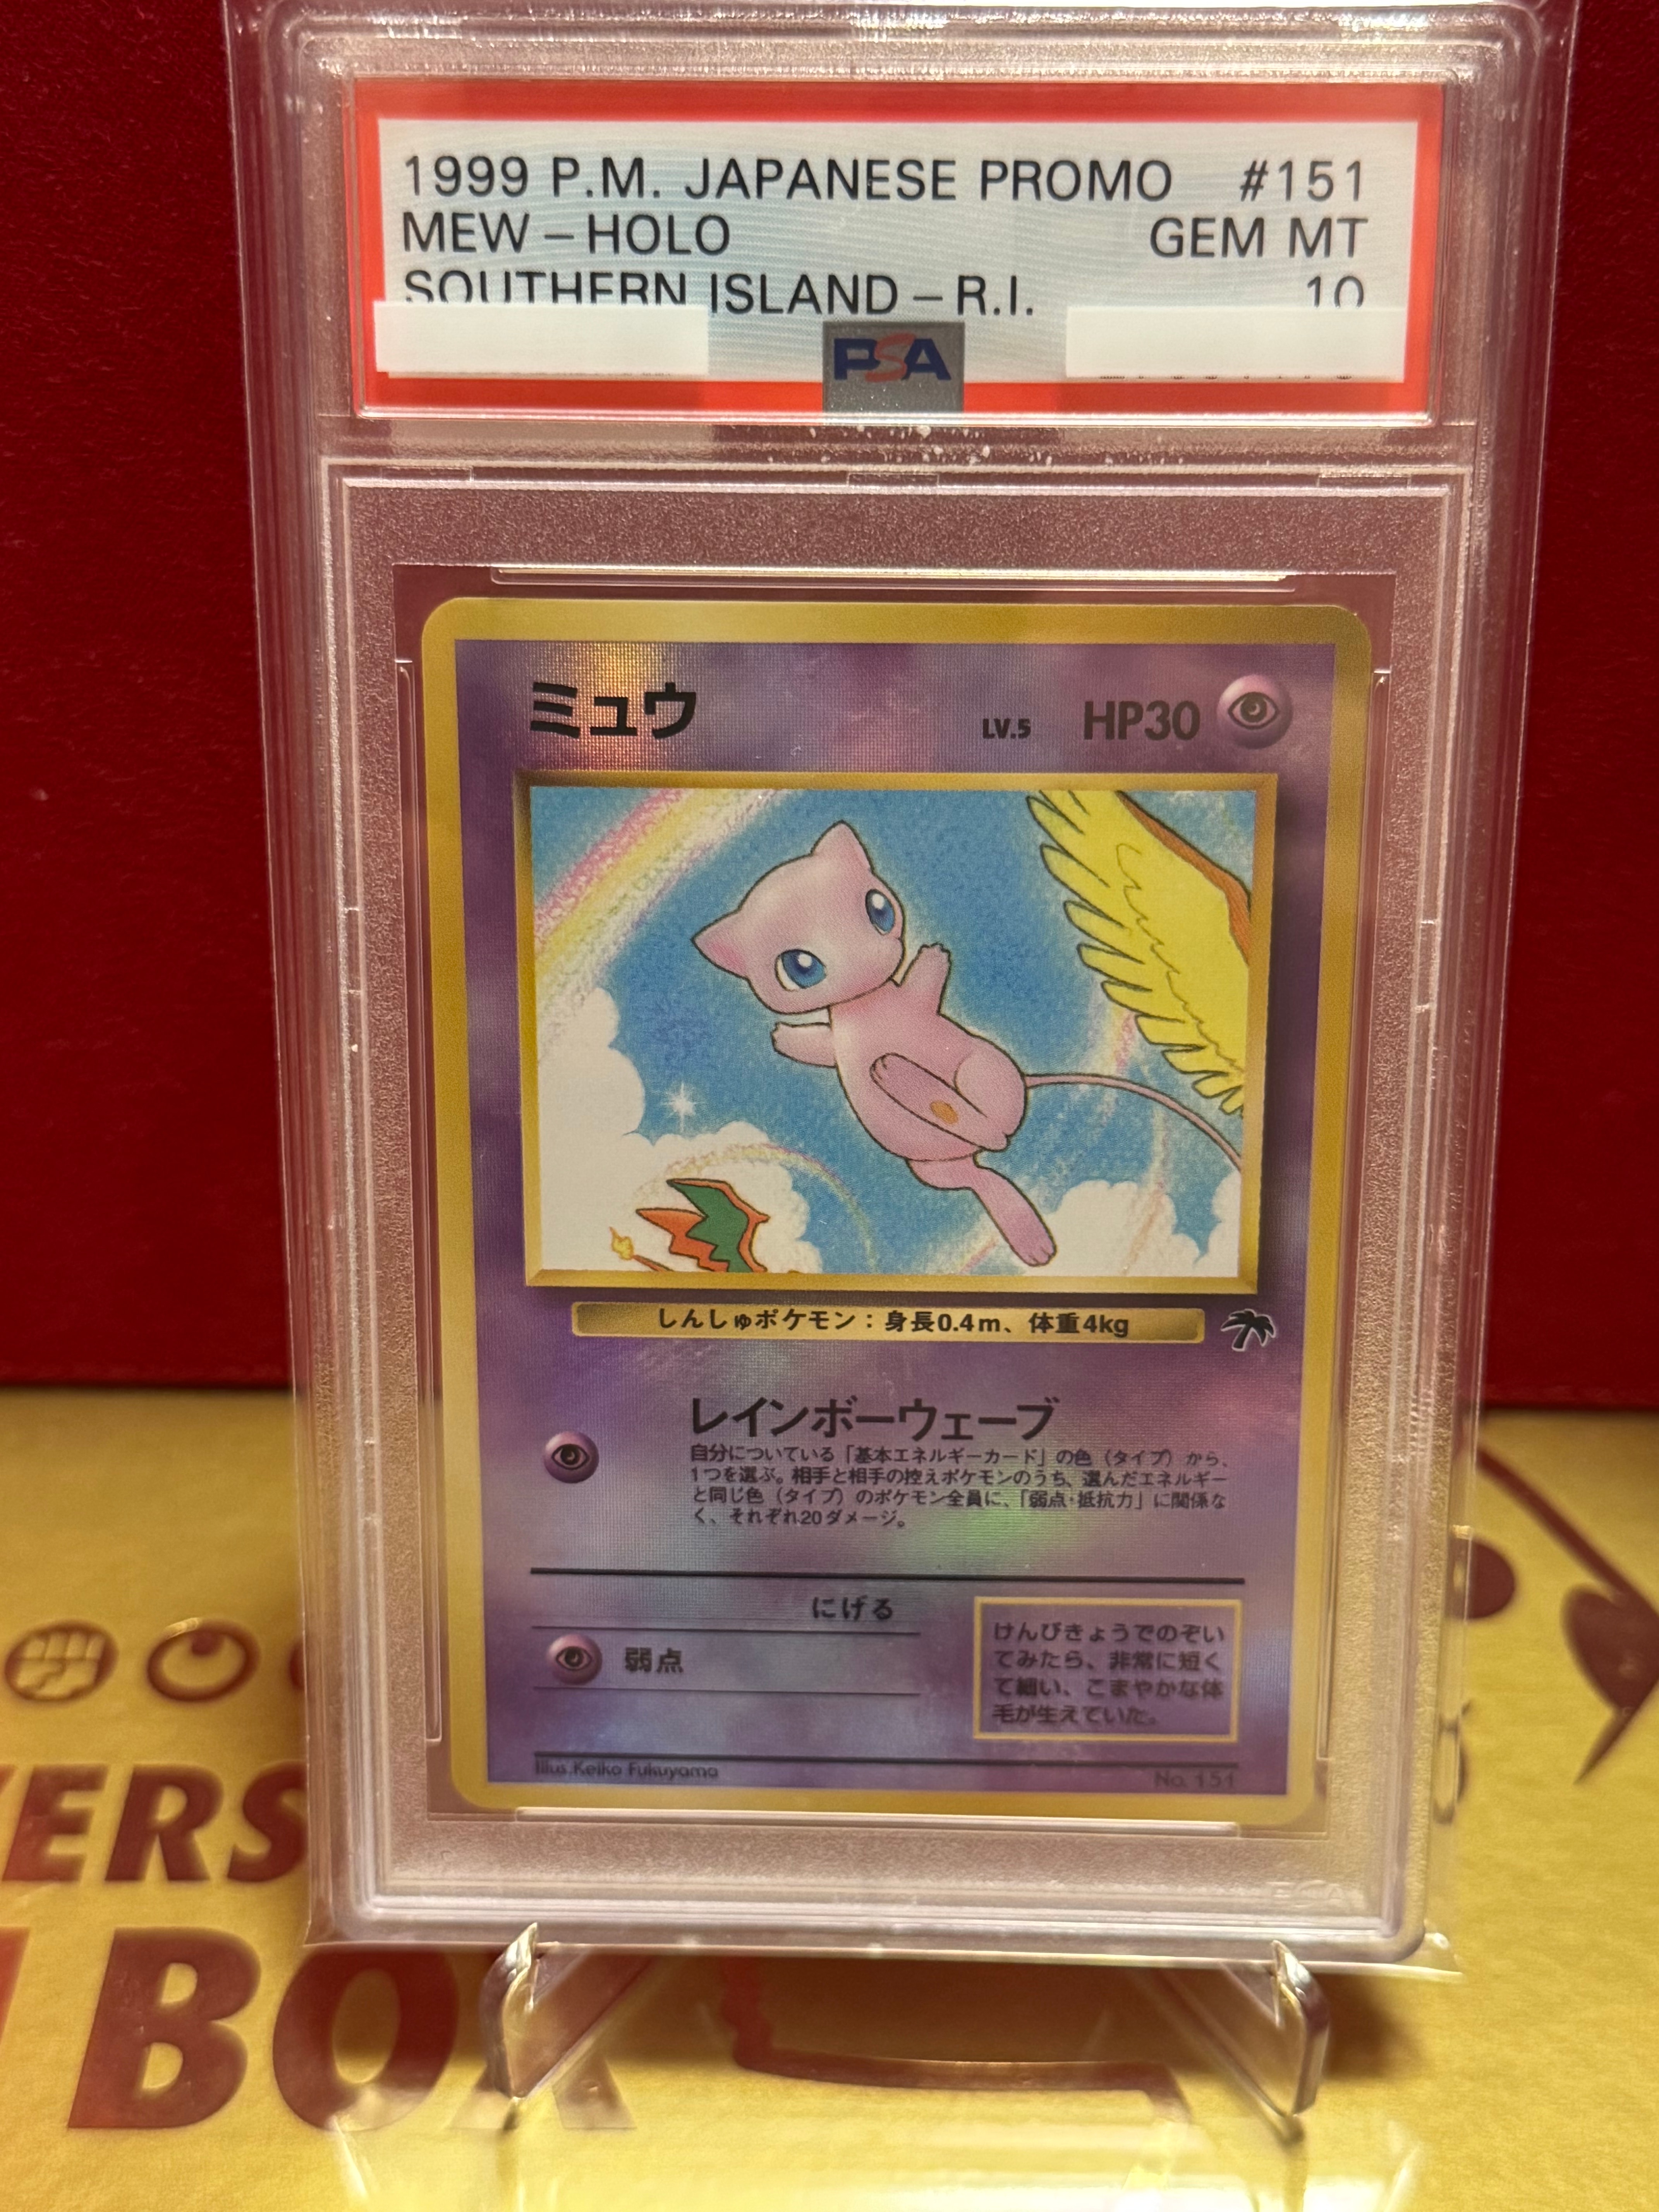 1999 P.M. JAPANESE PROMO #151
MEW - HOLO GEM MT
SOUTHERN ISLAND - R.I. 10
PSA
ミュウ LV.5 HP30
しんしゅポケモン：身長0.4m、体重4kg
レインボーウェーブ
自分についている「基本エネルギーカード」の色（タイプ）から、
1つを選ぶ。相手と相手の控えポケモンのうち、選んだエネルギー
と同じ色（タイプ）のポケモン全員に、「弱点・抵抗力」に関係な
く、それぞれ20ダメージ。
にげる
弱点
けんびきょうでのぞい
てみたら、非常に短く
て細い、こまやかな体
毛が生えていた。
Illus.Keiko Fukuyama No. 151
PSA
ERS
BOX